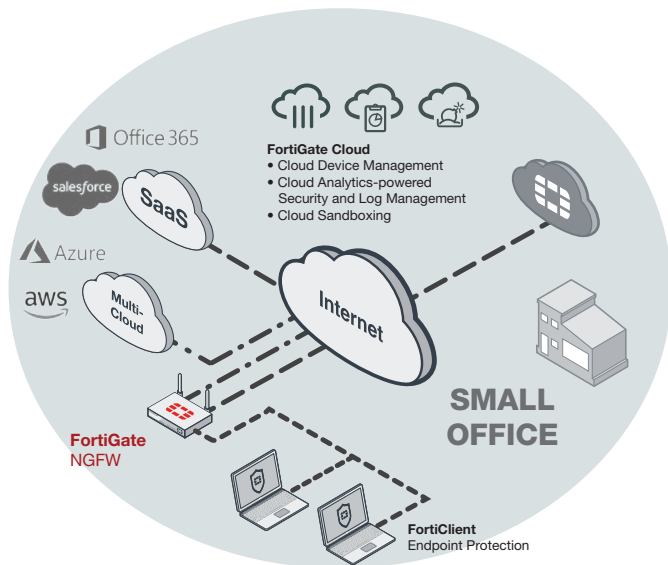 Office 365
salesforce
SaaS
Azure
aws
Multi-
Cloud
FortiGate Cloud
• Cloud Device Management
• Cloud Analytics-powered
Security and Log Management
• Cloud Sandboxing
Internet
SMALL
OFFICE
FortiGate
NGFW
FortiClient
Endpoint Protection